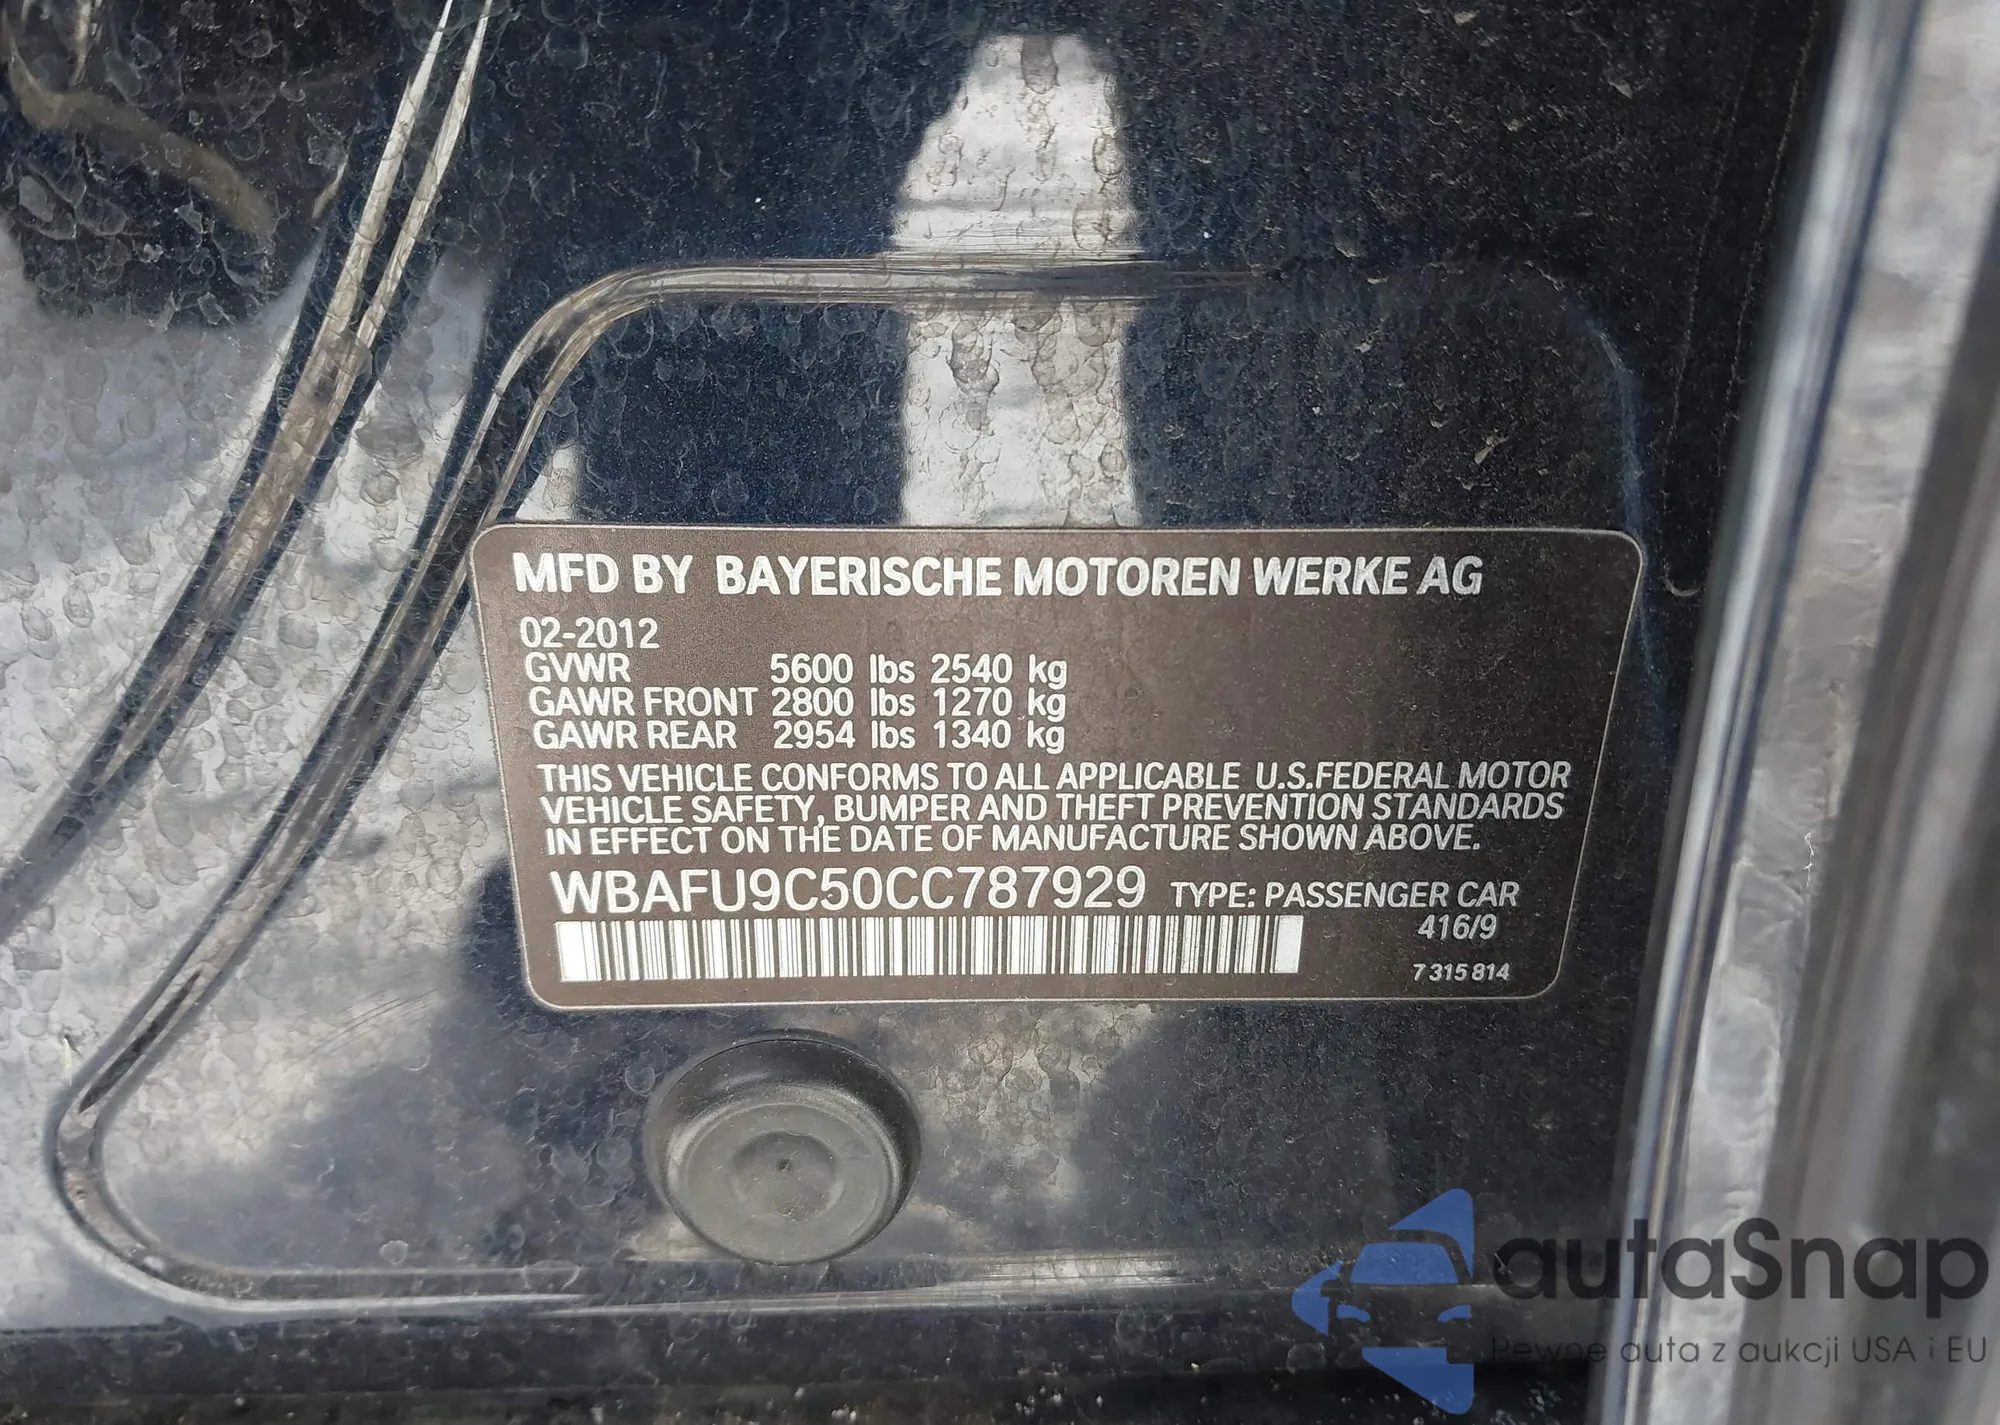 MFD BY BAYERISCHE MOTOREN WERKE AG
02-2012
GVWR 5600 lbs 2540 kg
GAWR FRONT 2800 lbs 1270 kg
GAWR REAR 2954 lbs 1340 kg
THIS VEHICLE CONFORMS TO ALL APPLICABLE U.S.FEDERAL MOTOR
VEHICLE SAFETY, BUMPER AND THEFT PREVENTION STANDARDS
IN EFFECT ON THE DATE OF MANUFACTURE SHOWN ABOVE.
WBAFU9C50CC787929 TYPE: PASSENGER CAR
416/9
7 315 814
autaSnap
Pewne auta z aukcji USA i EU